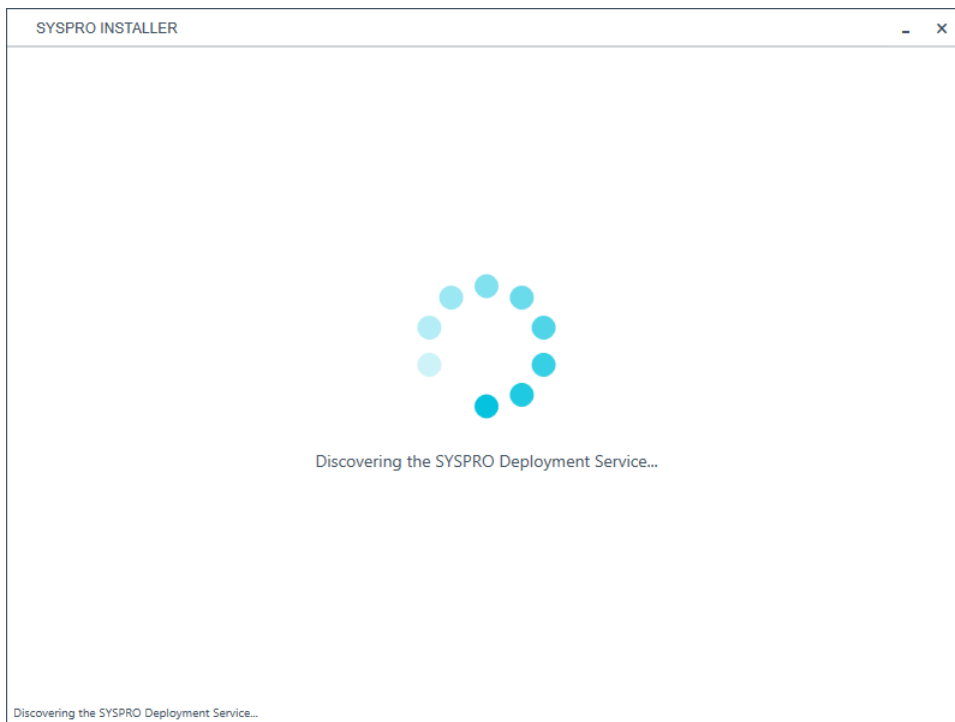 SYSPRO INSTALLER
Discovering the SYSPRO Deployment Service...
Discovering the SYSPRO Deployment Service...